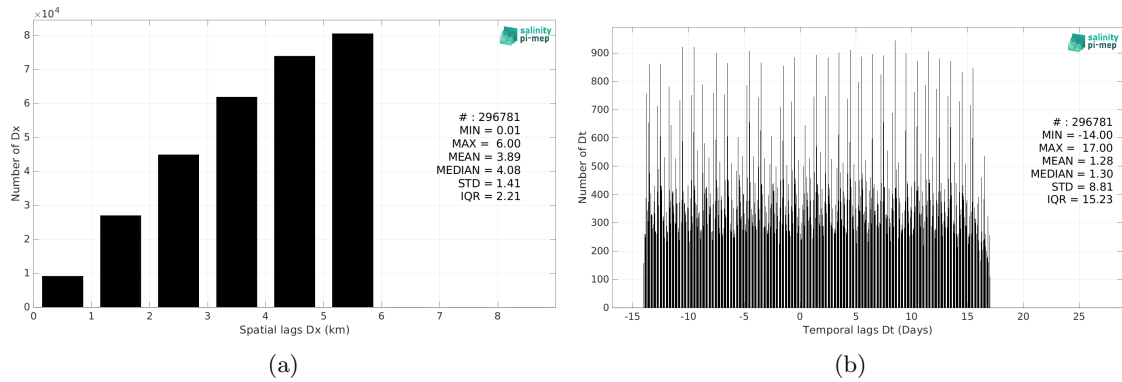 ×10⁴
8
7
6
5
4
3
2
1
0
Number of Dx
0 1 2 3 4 5 6 7 8
Spatial lags Dx (km)
salinity
pi-mep
# : 296781
MIN = 0.01
MAX = 6.00
MEAN = 3.89
MEDIAN = 4.08
STD = 1.41
IQR = 2.21
(a)
900
800
700
600
500
400
300
200
100
0
Number of Dt
-15 -10 -5 0 5 10 15 20 25
Temporal lags Dt (Days)
salinity
pi-mep
# : 296781
MIN = -14.00
MAX = 17.00
MEAN = 1.28
MEDIAN = 1.30
STD = 8.81
IQR = 15.23
(b)